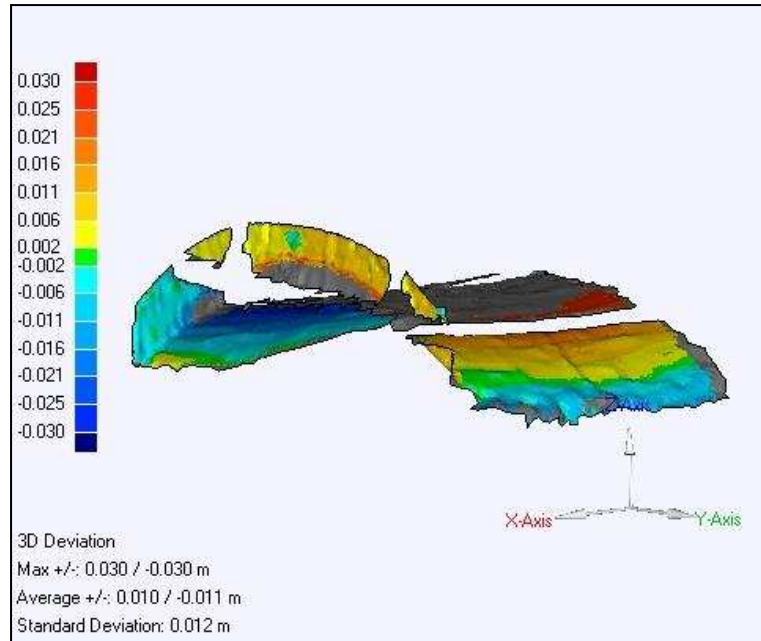 0.030
0.025
0.021
0.016
0.011
0.006
0.002
-0.002
-0.006
-0.011
-0.016
-0.021
-0.025
-0.030
X-Axis
Y-Axis
3D Deviation
Max +/-: 0.030 / -0.030 m
Average +/-: 0.010 / -0.011 m
Standard Deviation: 0.012 m